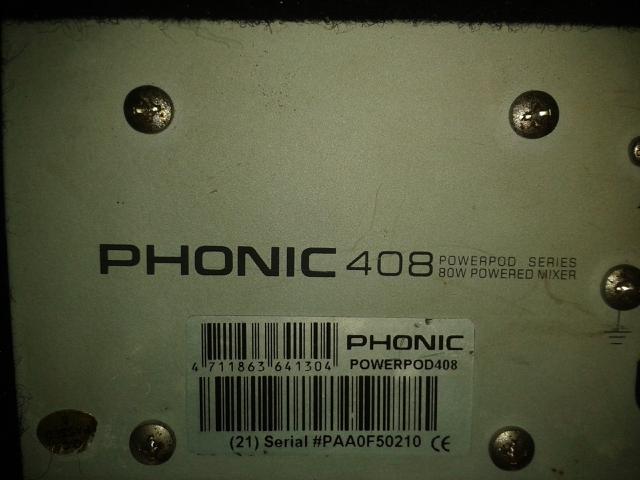 PHONIC 408 POWERPOD SERIES
80W POWERED MIXER
PHONIC
4 711863 641304
POWERPOD408
(21) Serial #PAA0F50210 CE